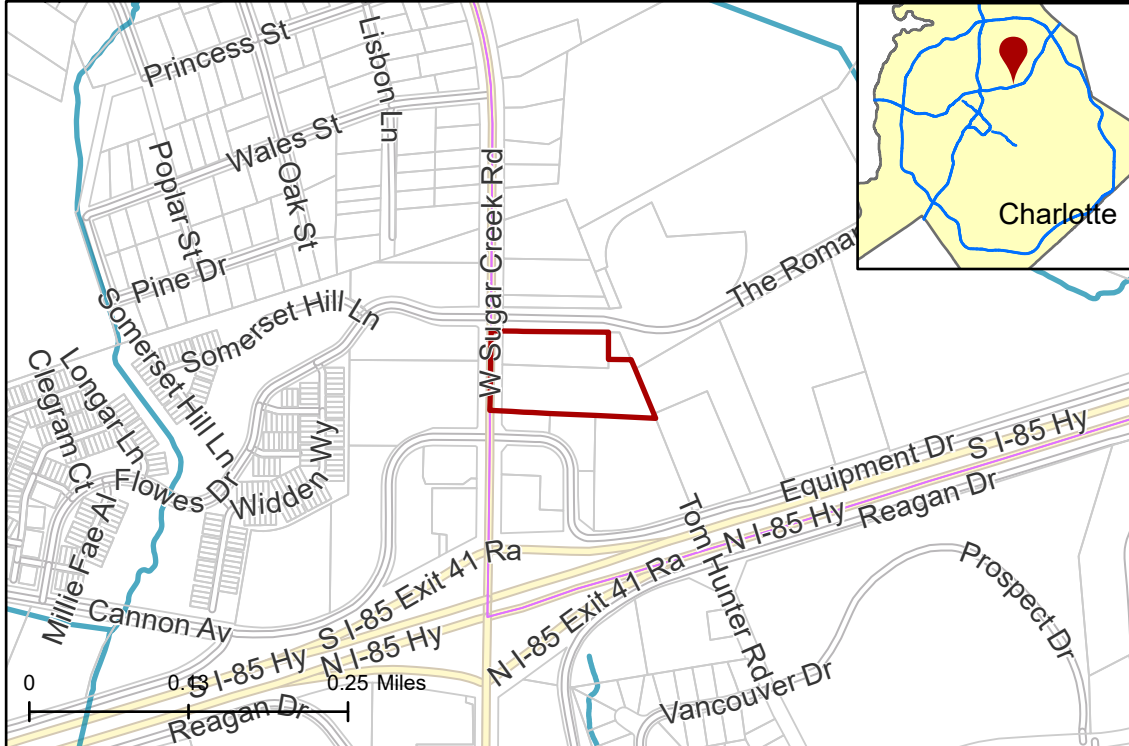 Princess St
Lisbon Ln
Wales St
Poplar St
Oak St
Pine Dr
W Sugar Creek Rd
Charlotte
The Roman
Somerset Hill Ln
Somerset Hill Ln
Longar Ln
Clegram Ct
Flowes Dr
Widden Wy
Millie Fae Al
Cannon Av
Equipment Dr
S I-85 Hy
N I-85 Hy
Reagan Dr
Tom Hunter Rd
S I-85 Exit 41 Ra
N I-85 Exit 41 Ra
Prospect Dr
S I-85 Hy
N I-85 Hy
Vancouver Dr
Reagan Dr
0 0.13 0.25 Miles